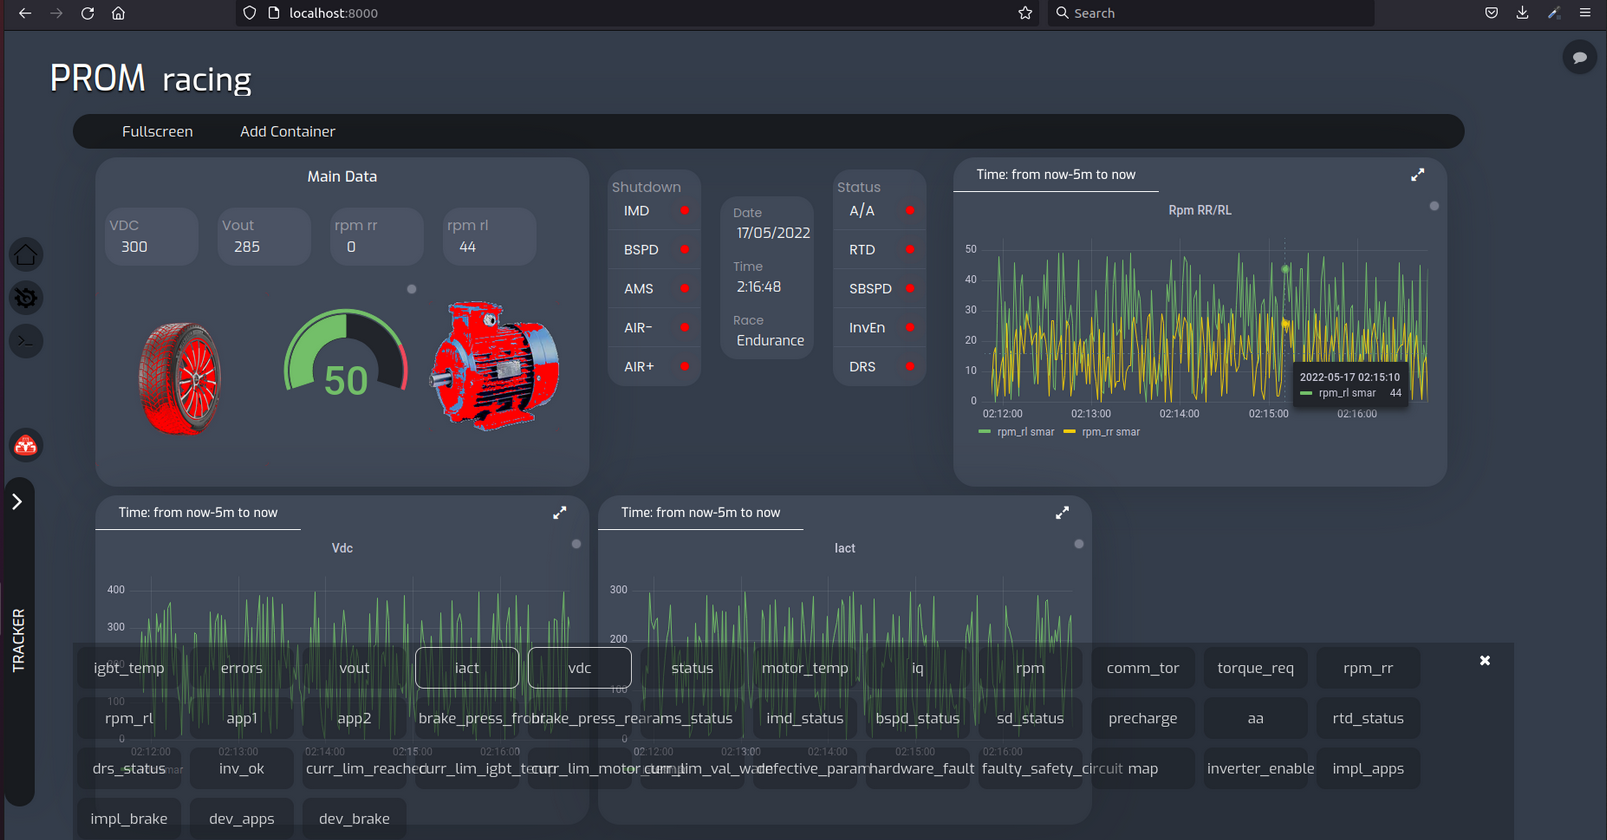 localhost:8000
Search
PROM racing
Fullscreen
Add Container
Main Data
VDC
300
Vout
285
rpm rr
0
rpm rl
44
50
Shutdown
IMD
BSPD
AMS
AIR-
AIR+
Date
17/05/2022
Time
2:16:48
Race
Endurance
Status
A/A
RTD
SBSPD
InvEn
DRS
Time: from now-5m to now
Rpm RR/RL
50
40
30
20
10
0
02:12:00 02:13:00 02:14:00 02:15:00 02:16:00
2022-05-17 02:15:10
rpm_rl smar 44
rpm_rl smar rpm_rr smar
TRACKER
Time: from now-5m to now
Vdc
400
300
100
0
02:12:00 02:13:00 02:14:00 02:15:00 02:16:00
Time: from now-5m to now
Iact
300
200
100
0
02:12:00 02:13:00 02:14:00 02:15:00 02:16:00
igbt_temp errors vout iact vdc status motor_temp iq rpm comm_tor torque_req rpm_rr
rpm_rl app1 app2 brake_press_front brake_press_rear ams_status imd_status bspd_status sd_status precharge aa rtd_status
drs_status inv_ok curr_lim_reached curr_lim_igbt_temp curr_lim_motor_temp curr_lim_val_wa defective_param hardware_fault faulty_safety_circuit map inverter_enable impl_apps
impl_brake dev_apps dev_brake